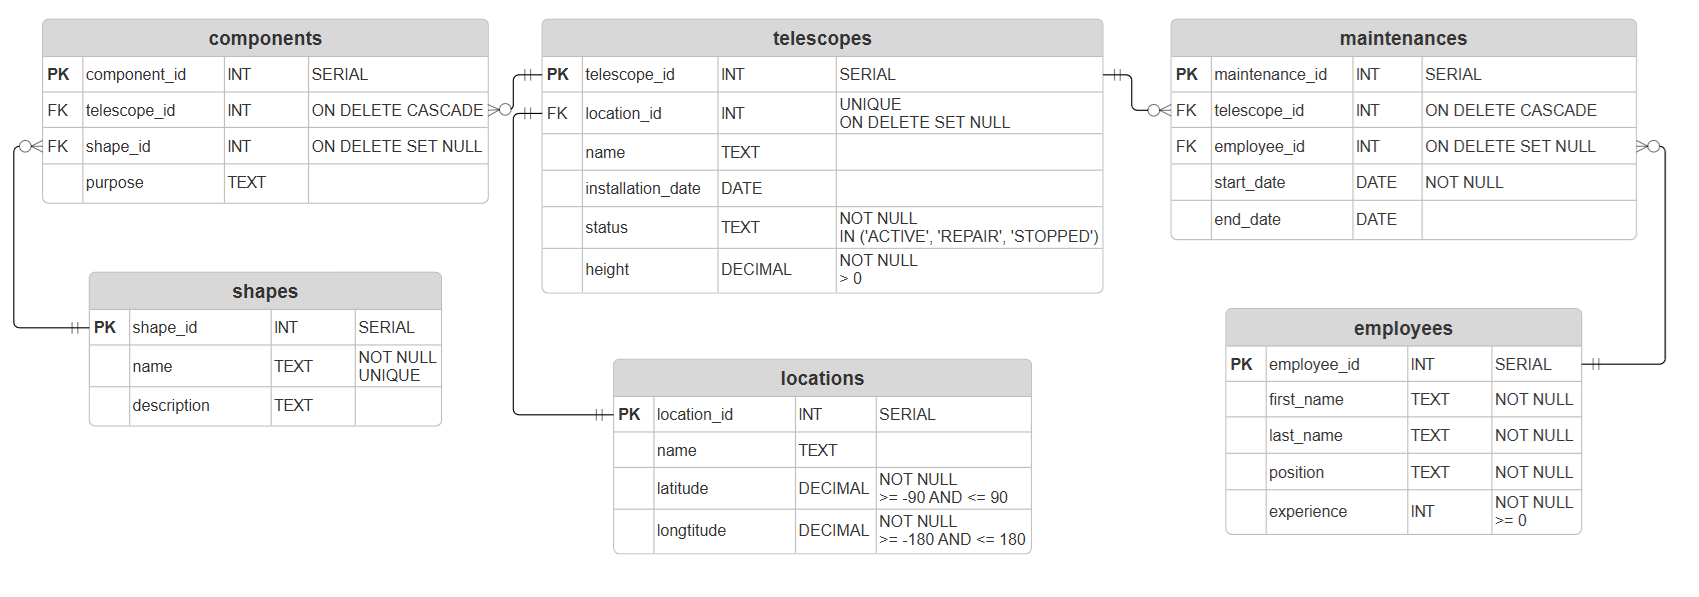 components
PK component_id INT SERIAL
FK telescope_id INT ON DELETE CASCADE
FK shape_id INT ON DELETE SET NULL
purpose TEXT
telescopes
PK telescope_id INT SERIAL
FK location_id INT UNIQUE
ON DELETE SET NULL
name TEXT
installation_date DATE
status TEXT NOT NULL
IN ('ACTIVE', 'REPAIR', 'STOPPED')
height DECIMAL NOT NULL
> 0
maintenances
PK maintenance_id INT SERIAL
FK telescope_id INT ON DELETE CASCADE
FK employee_id INT ON DELETE SET NULL
start_date DATE NOT NULL
end_date DATE
shapes
PK shape_id INT SERIAL
name TEXT NOT NULL
UNIQUE
description TEXT
locations
PK location_id INT SERIAL
name TEXT
latitude DECIMAL NOT NULL
>= -90 AND <= 90
longtitude DECIMAL NOT NULL
>= -180 AND <= 180
employees
PK employee_id INT SERIAL
first_name TEXT NOT NULL
last_name TEXT NOT NULL
position TEXT NOT NULL
experience INT NOT NULL
>= 0